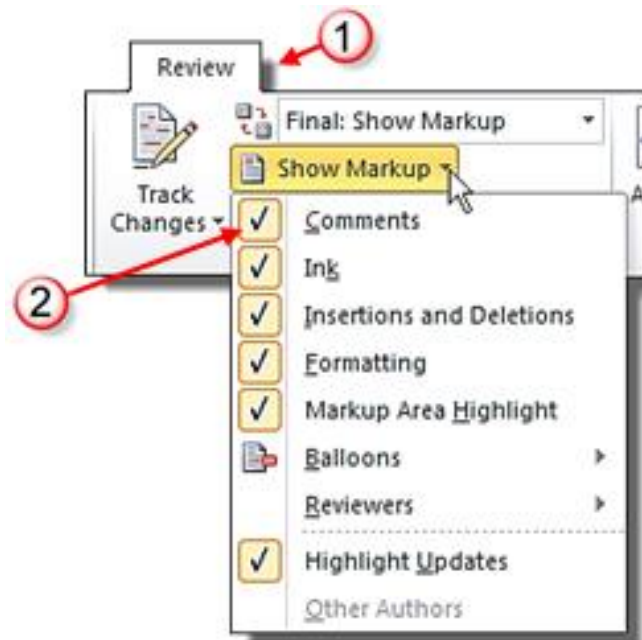 1
Review
Final: Show Markup
Show Markup
Track
Changes
A
Comments
2
Ink
Insertions and Deletions
Formatting
Markup Area Highlight
Balloons
Reviewers
Highlight Updates
Other Authors